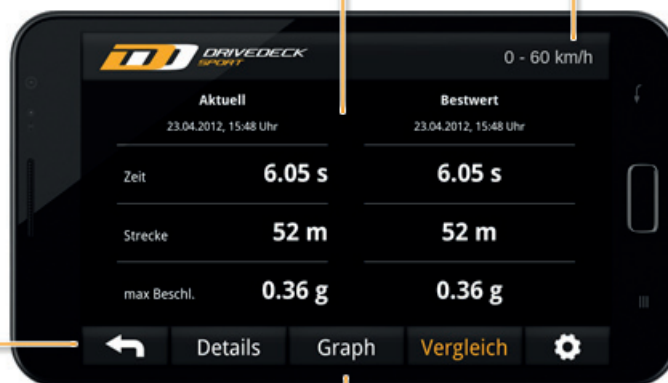 DRIVEDECK
SPORT
0 - 60 km/h
Aktuell
23.04.2012, 15:48 Uhr
Bestwert
23.04.2012, 15:48 Uhr
Zeit 6.05 s 6.05 s
Strecke 52 m 52 m
max Beschl. 0.36 g 0.36 g
Details Graph Vergleich